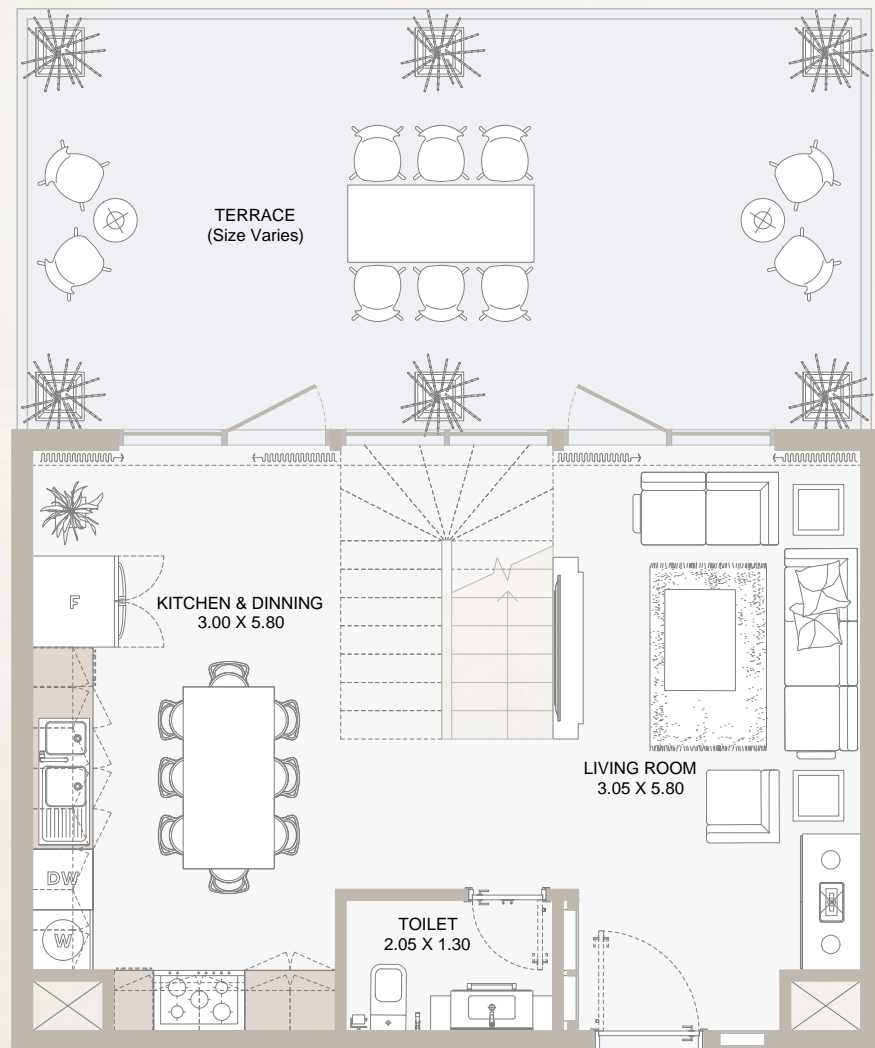 TERRACE
(Size Varies)
F
KITCHEN & DINNING
3.00 X 5.80
LIVING ROOM
3.05 X 5.80
DW
W
TOILET
2.05 X 1.30